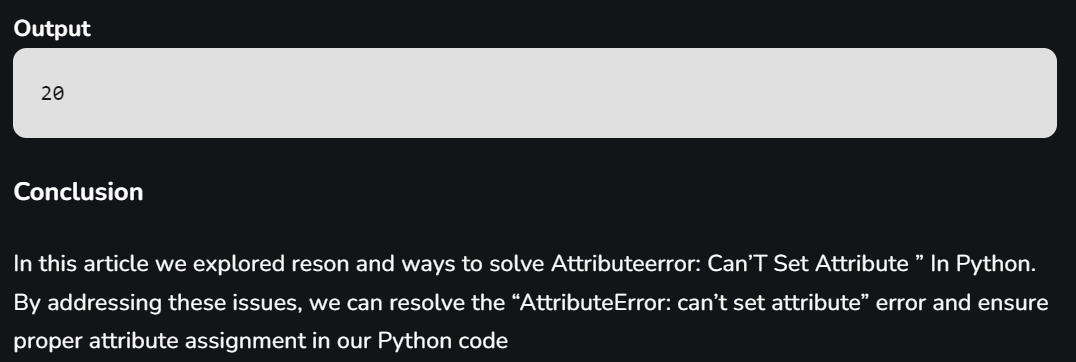 Output
20
Conclusion
In this article we explored reson and ways to solve Attributeerror: Can’T Set Attribute ” In Python.
By addressing these issues, we can resolve the “AttributeError: can’t set attribute” error and ensure
proper attribute assignment in our Python code